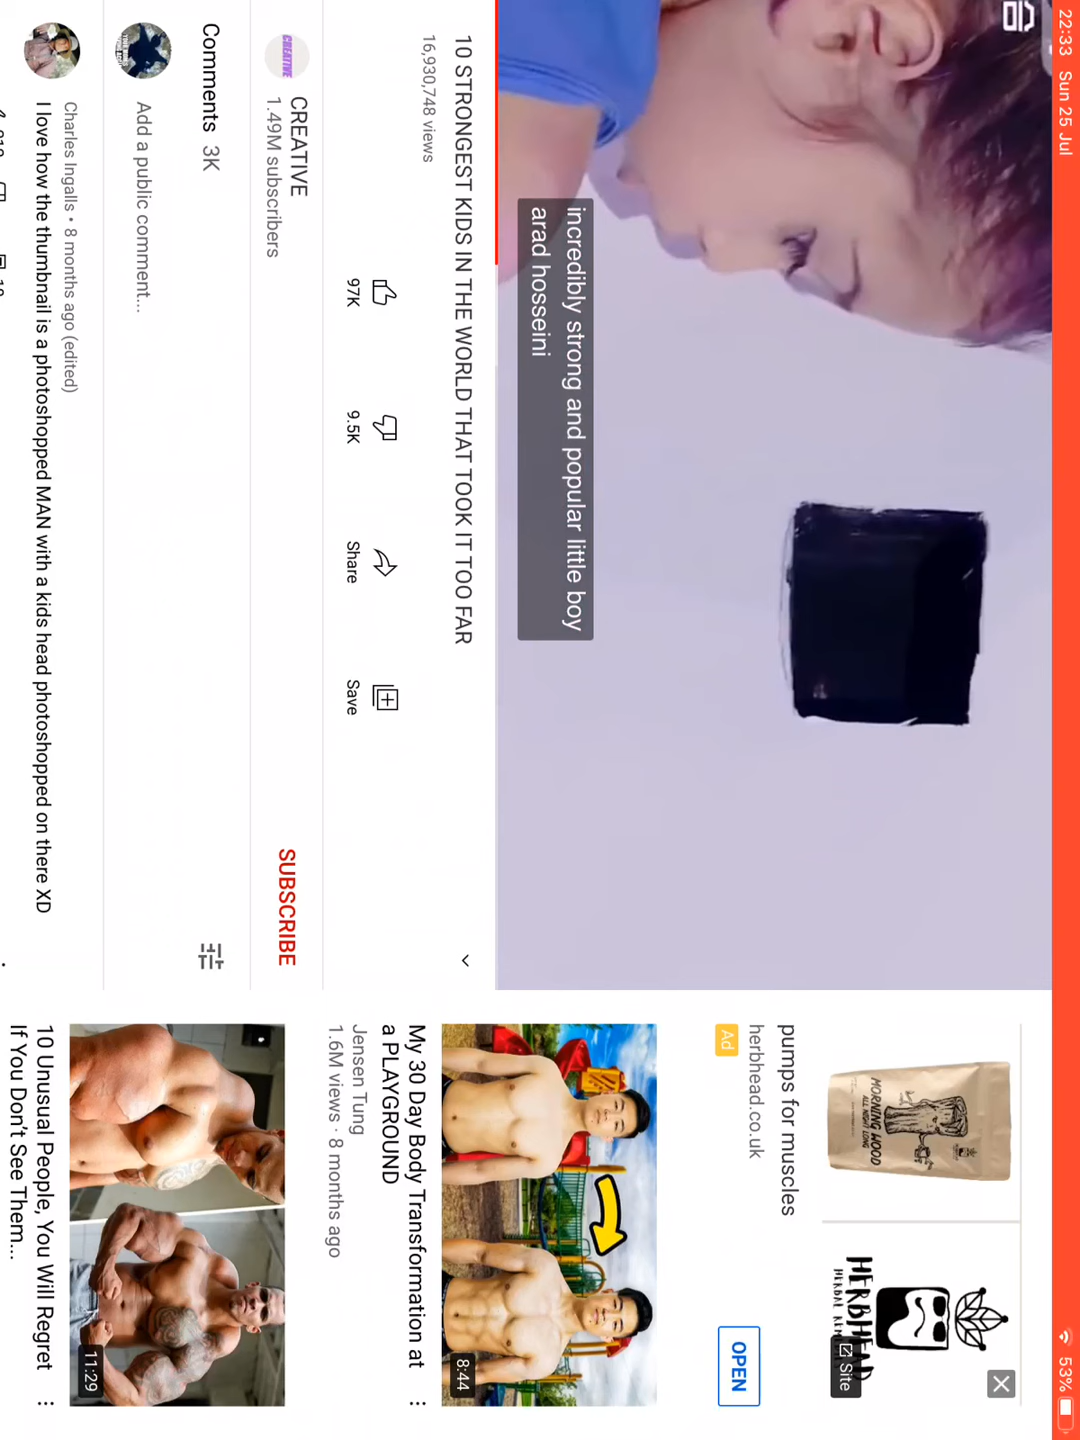 22:33 Sun 25 Jul
53%
incredibly strong and popular little boy
arad hosseini
10 STRONGEST KIDS IN THE WORLD THAT TOOK IT TOO FAR
16,930,748 views
97K
9.5K
Share
Save
CREATIVE
CREATIVE
1.49M subscribers
SUBSCRIBE
Comments 3K
Add a public comment...
Charles Ingalls • 8 months ago (edited)
I love how the thumbnail is a photoshopped MAN with a kids head photoshopped on there XD
MORNING WOOD
ALL NIGHT LONG
HERBHEAD
Site
pumps for muscles
herbhead.co.uk
Ad
OPEN
8:44
My 30 Day Body Transformation at
a PLAYGROUND
Jensen Tung
1.6M views · 8 months ago
11:29
10 Unusual People, You Will Regret
If You Don't See Them...